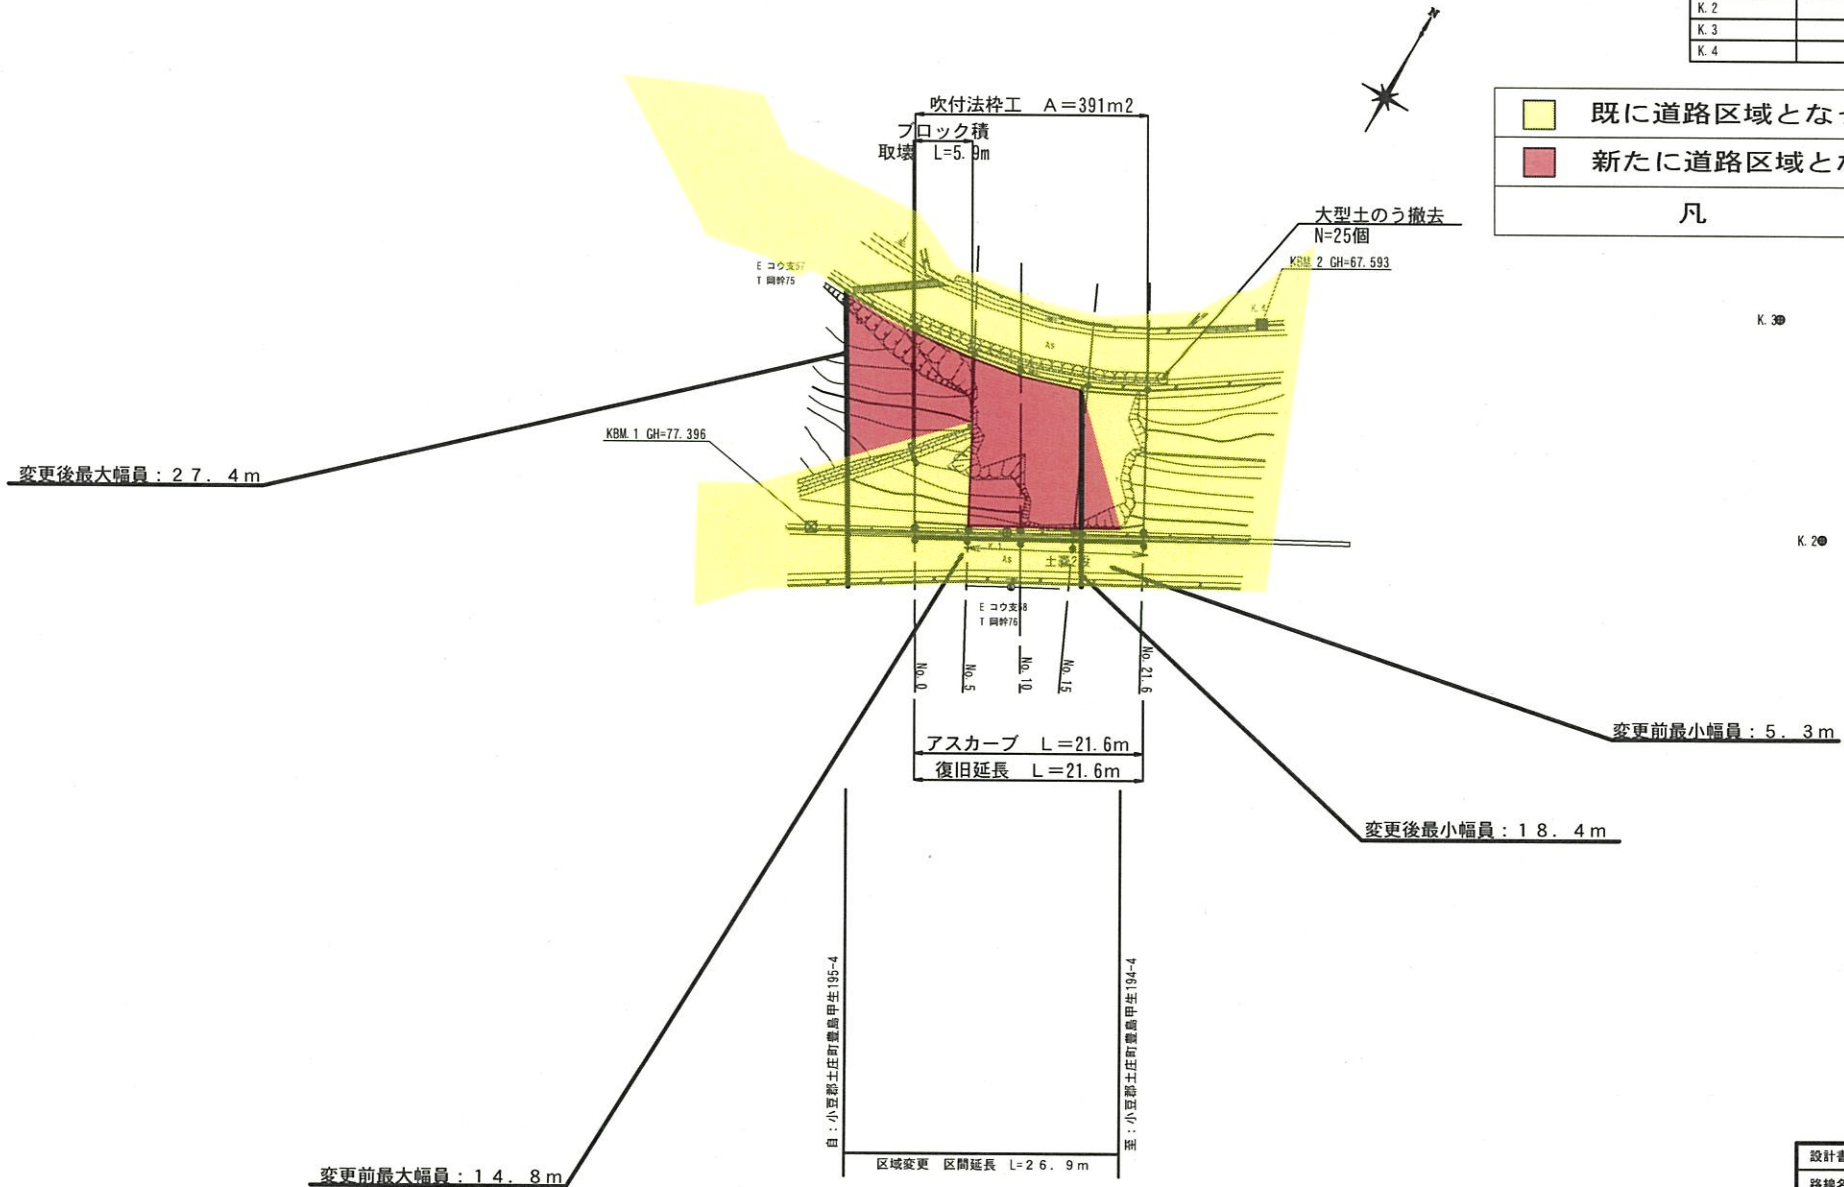 K. 2
K. 3
K. 4
N
既に道路区域とな
新たに道路区域と
凡
吹付法枠工　A＝391m2
ブロック積
取壊　L=5.9m
大型土のう撤去
N=25個
KBM. 2 GH=67.593
E コウ支57
T 岡幹75
K. 3
As
KBM. 1 GH=77.396
変更後最大幅員：２７．４ｍ
K. 2
K. 1
As
E コウ支58
T 岡幹76
No. 0
No. 5
No. 10
No. 15
No. 21.6
変更前最小幅員：５．３ｍ
アスカーブ　L＝21.6m
復旧延長　L＝21.6m
変更後最小幅員：１８．４ｍ
自：小豆郡土庄町豊島甲生195-4
至：小豆郡土庄町豊島甲生194-4
区域変更　区間延長　L=２６．９ｍ
変更前最大幅員：１４．８ｍ
設計書
路線名